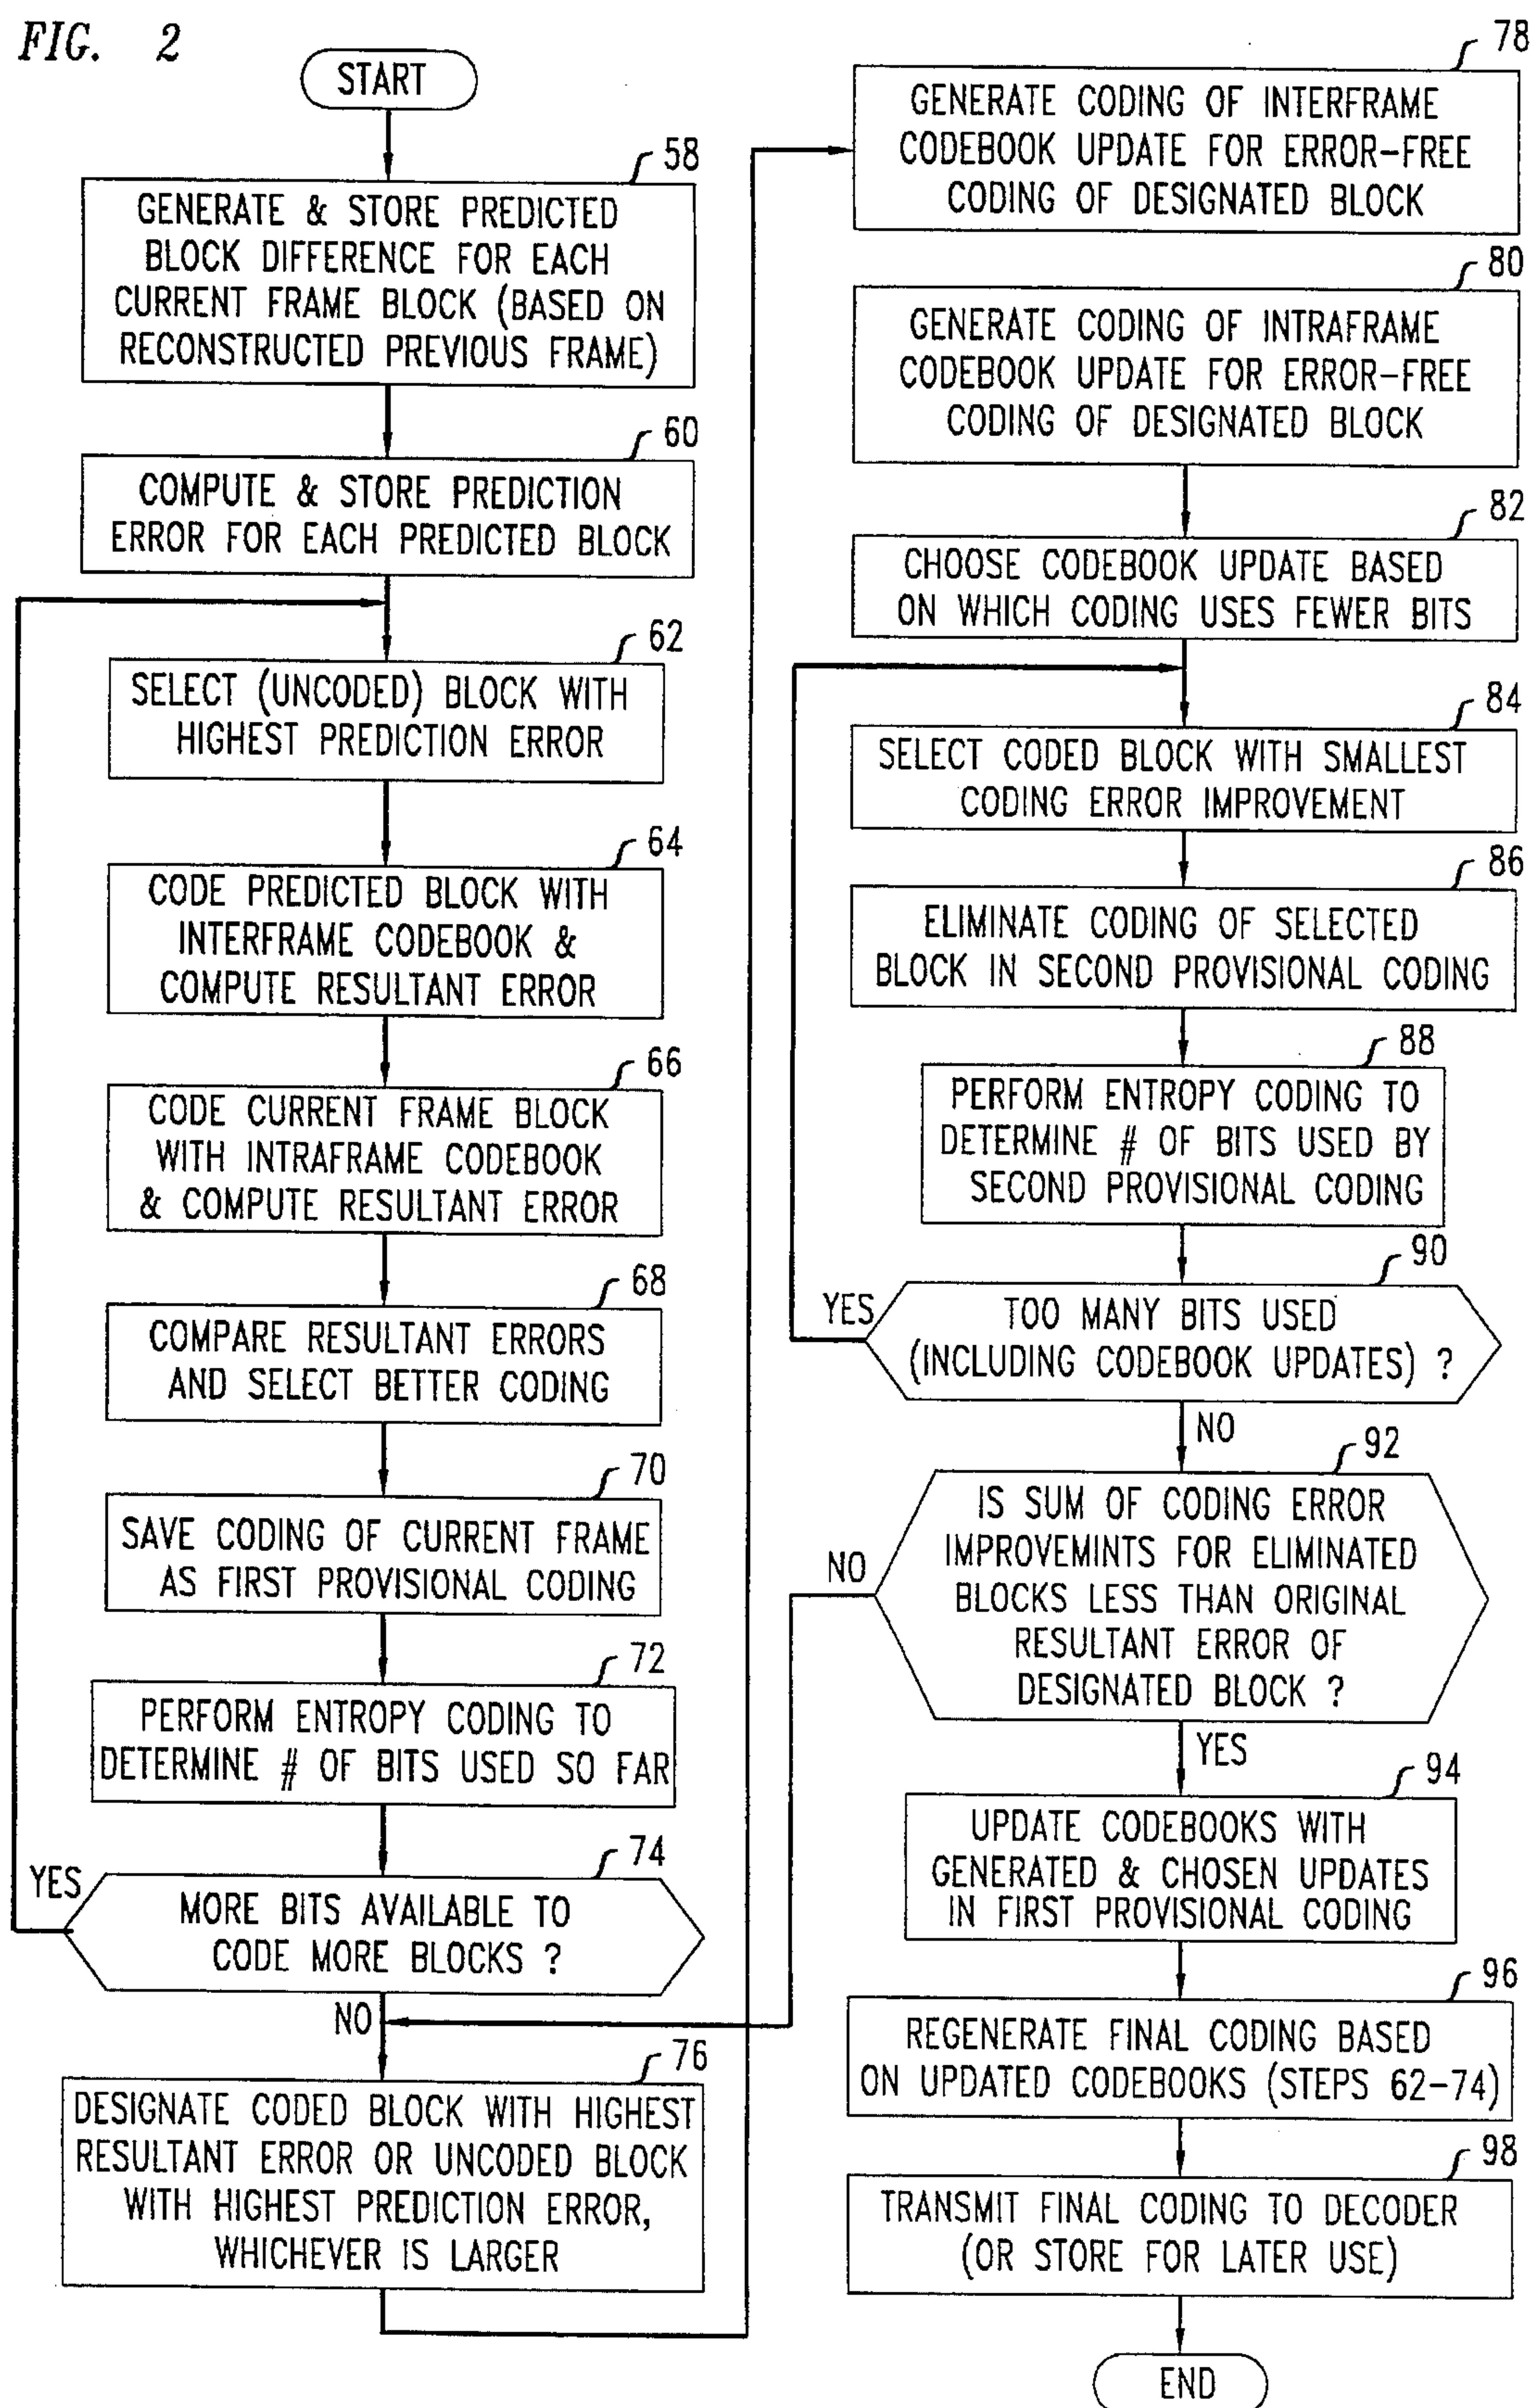 FIG. 2
START
58
GENERATE & STORE PREDICTED
BLOCK DIFFERENCE FOR EACH
CURRENT FRAME BLOCK (BASED ON
RECONSTRUCTED PREVIOUS FRAME)
60
COMPUTE & STORE PREDICTION
ERROR FOR EACH PREDICTED BLOCK
62
SELECT (UNCODED) BLOCK WITH
HIGHEST PREDICTION ERROR
64
CODE PREDICTED BLOCK WITH
INTERFRAME CODEBOOK &
COMPUTE RESULTANT ERROR
66
CODE CURRENT FRAME BLOCK
WITH INTRAFRAME CODEBOOK
& COMPUTE RESULTANT ERROR
68
COMPARE RESULTANT ERRORS
AND SELECT BETTER CODING
70
SAVE CODING OF CURRENT FRAME
AS FIRST PROVISIONAL CODING
72
PERFORM ENTROPY CODING TO
DETERMINE # OF BITS USED SO FAR
74
YES
MORE BITS AVAILABLE TO
CODE MORE BLOCKS ?
NO
76
DESIGNATE CODED BLOCK WITH HIGHEST
RESULTANT ERROR OR UNCODED BLOCK
WITH HIGHEST PREDICTION ERROR,
WHICHEVER IS LARGER
78
GENERATE CODING OF INTERFRAME
CODEBOOK UPDATE FOR ERROR-FREE
CODING OF DESIGNATED BLOCK
80
GENERATE CODING OF INTRAFRAME
CODEBOOK UPDATE FOR ERROR-FREE
CODING OF DESIGNATED BLOCK
82
CHOOSE CODEBOOK UPDATE BASED
ON WHICH CODING USES FEWER BITS
84
SELECT CODED BLOCK WITH SMALLEST
CODING ERROR IMPROVEMENT
86
ELIMINATE CODING OF SELECTED
BLOCK IN SECOND PROVISIONAL CODING
88
PERFORM ENTROPY CODING TO
DETERMINE # OF BITS USED BY
SECOND PROVISIONAL CODING
90
YES
TOO MANY BITS USED
(INCLUDING CODEBOOK UPDATES) ?
NO
92
IS SUM OF CODING ERROR
IMPROVEMINTS FOR ELIMINATED
BLOCKS LESS THAN ORIGINAL
RESULTANT ERROR OF
DESIGNATED BLOCK ?
NO
YES
94
UPDATE CODEBOOKS WITH
GENERATED & CHOSEN UPDATES
IN FIRST PROVISIONAL CODING
96
REGENERATE FINAL CODING BASED
ON UPDATED CODEBOOKS (STEPS 62-74)
98
TRANSMIT FINAL CODING TO DECODER
(OR STORE FOR LATER USE)
END